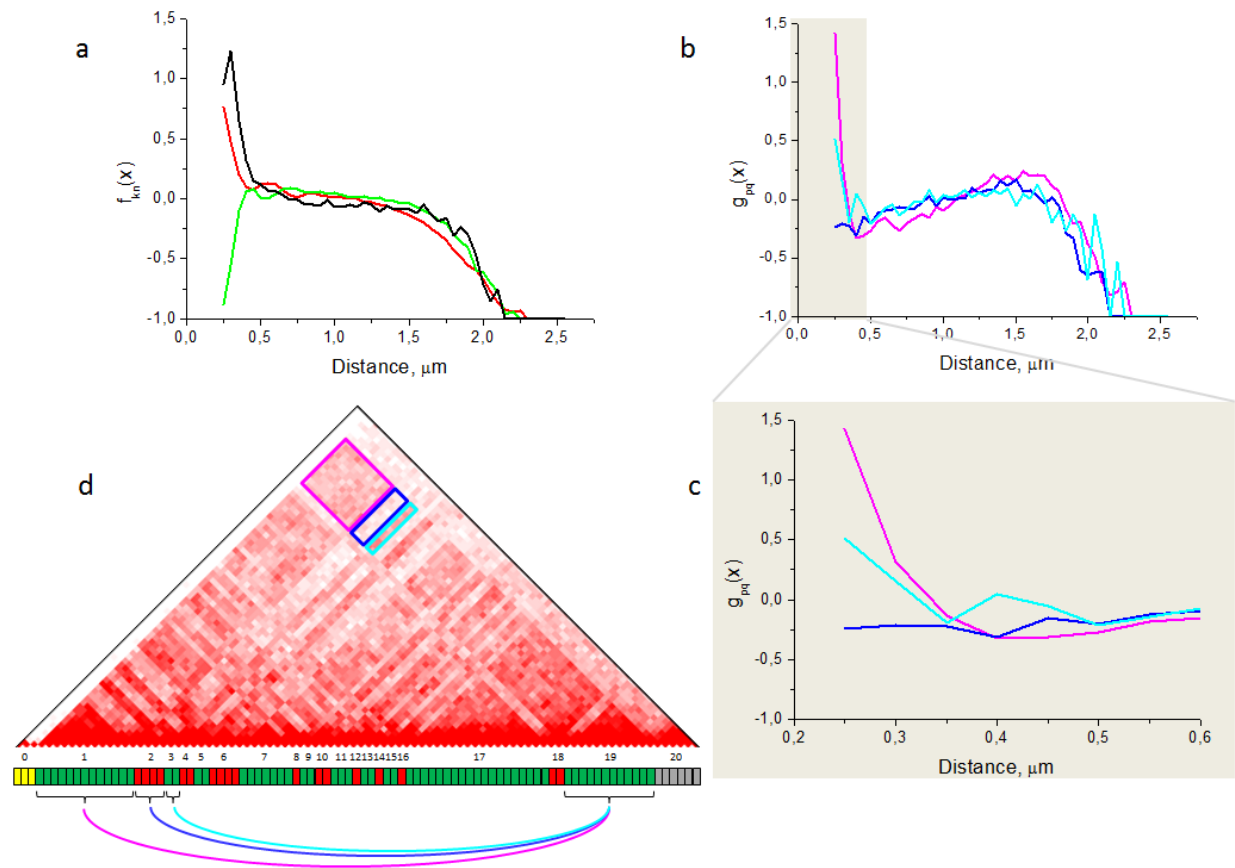 a
1,5
1,0
0,5
0,0
-0,5
-1,0
f kn (x)
0,0 0,5 1,0 1,5 2,0 2,5
Distance, μm
b
1,5
1,0
0,5
0,0
-0,5
-1,0
g pq (x)
0,0 0,5 1,0 1,5 2,0 2,5
Distance, μm
c
1,5
1,0
0,5
0,0
-0,5
-1,0
g pq (x)
0,2 0,3 0,4 0,5 0,6
Distance, μm
d
0 1 2 3 4 5 6 7 8 9 10 11 12 13 14 15 16 17 18 19 20